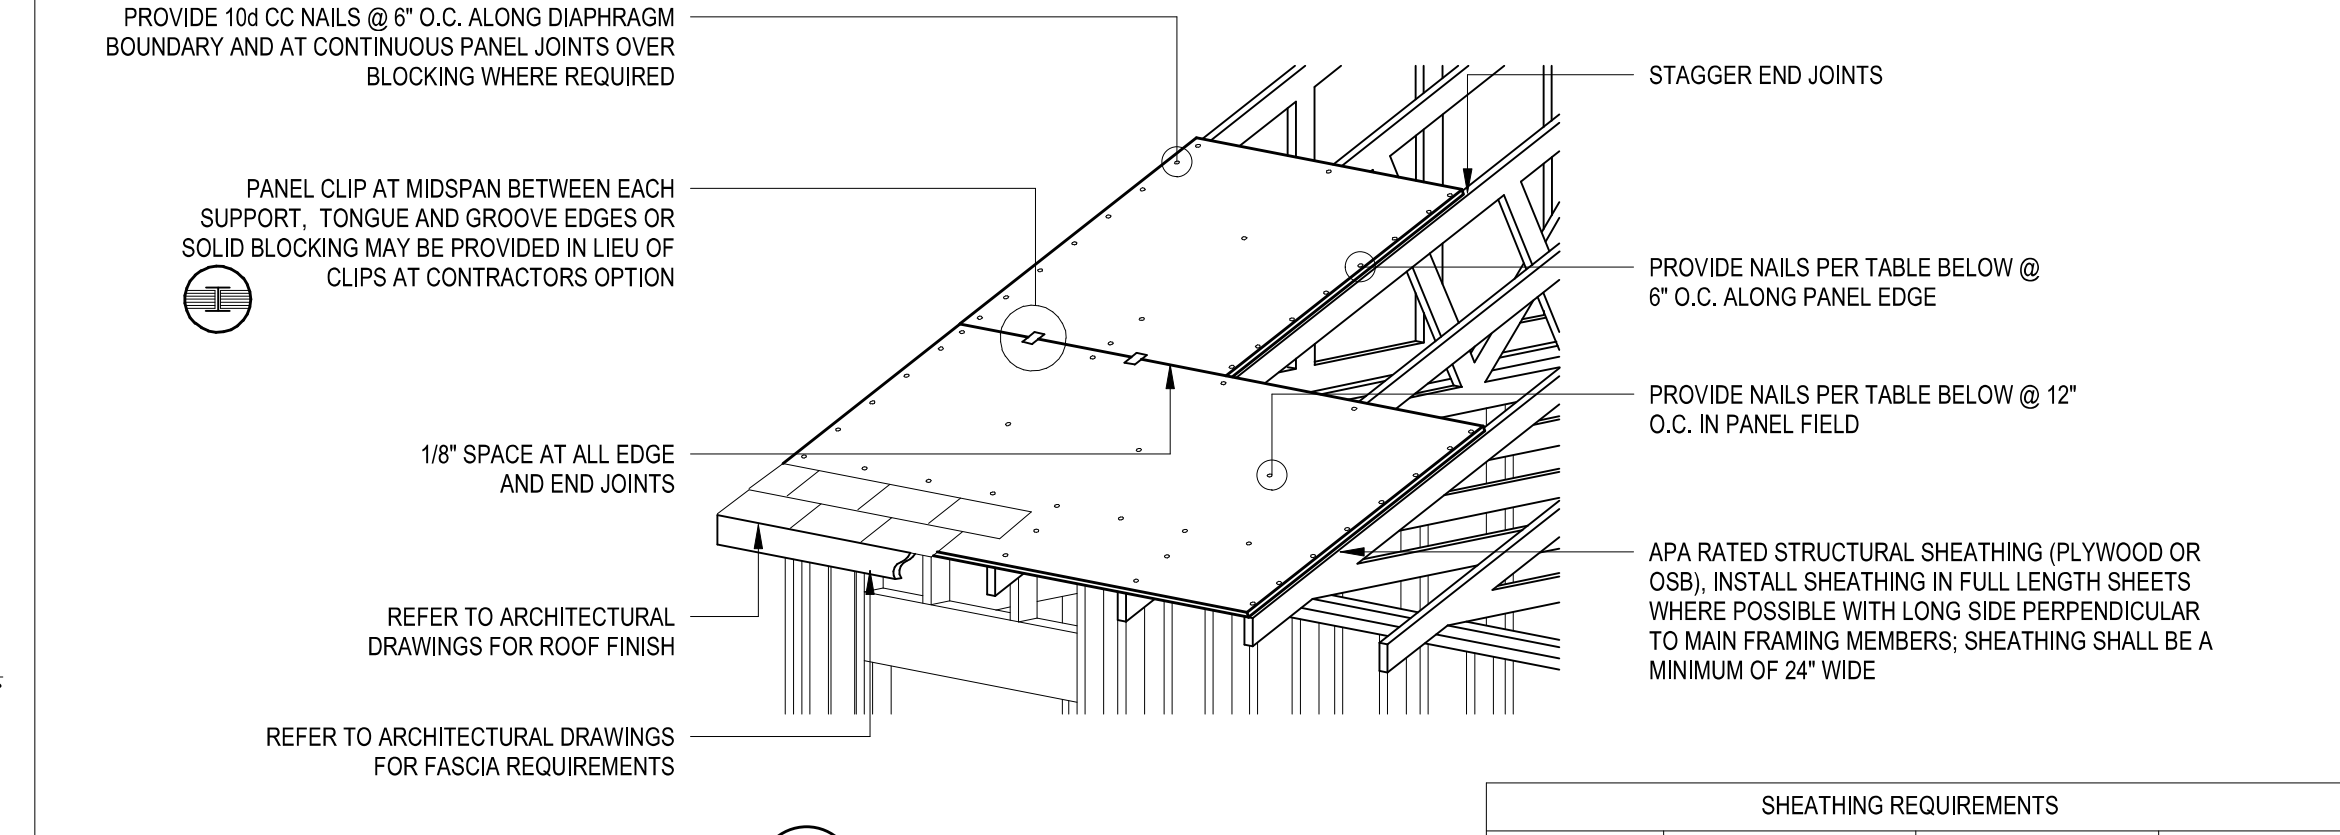 PROVIDE 10d CC NAILS @ 6" O.C. ALONG DIAPHRAGM
BOUNDARY AND AT CONTINUOUS PANEL JOINTS OVER
BLOCKING WHERE REQUIRED
PANEL CLIP AT MIDSPAN BETWEEN EACH
SUPPORT, TONGUE AND GROOVE EDGES OR
SOLID BLOCKING MAY BE PROVIDED IN LIEU OF
CLIPS AT CONTRACTORS OPTION
1/8" SPACE AT ALL EDGE
AND END JOINTS
REFER TO ARCHITECTURAL
DRAWINGS FOR ROOF FINISH
REFER TO ARCHITECTURAL DRAWINGS
FOR FASCIA REQUIREMENTS
STAGGER END JOINTS
PROVIDE NAILS PER TABLE BELOW @
6" O.C. ALONG PANEL EDGE
PROVIDE NAILS PER TABLE BELOW @ 12"
O.C. IN PANEL FIELD
APA RATED STRUCTURAL SHEATHING (PLYWOOD OR
OSB), INSTALL SHEATHING IN FULL LENGTH SHEETS
WHERE POSSIBLE WITH LONG SIDE PERPENDICULAR
TO MAIN FRAMING MEMBERS; SHEATHING SHALL BE A
MINIMUM OF 24" WIDE
SHEATHING REQUIREMENTS